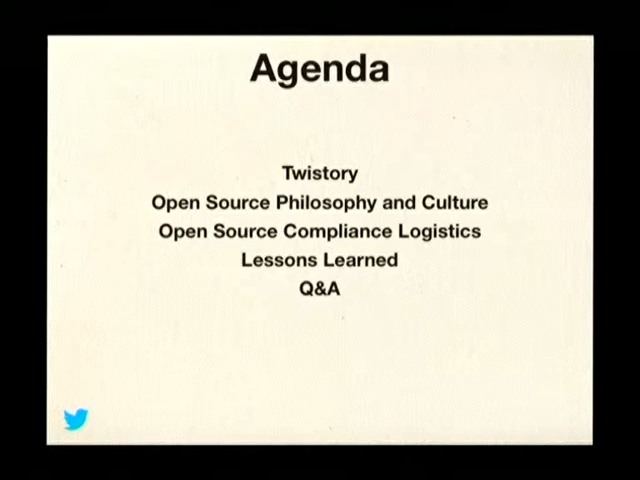 Agenda
Twistory
Open Source Philosophy and Culture
Open Source Compliance Logistics
Lessons Learned
Q&A